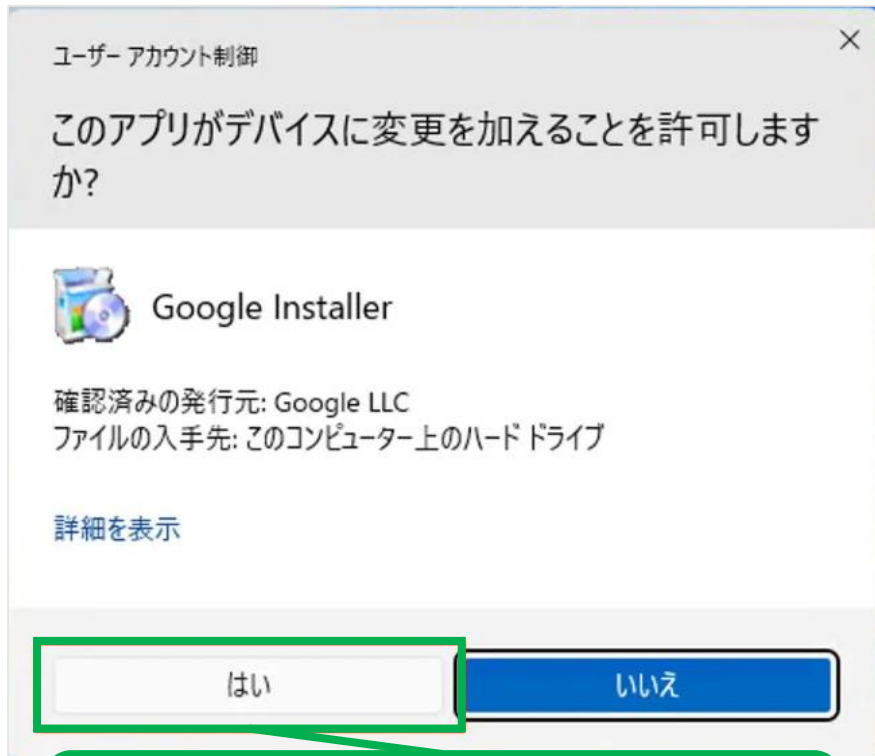 ユーザー アカウント制御
このアプリがデバイスに変更を加えることを許可します
か?
Google Installer
確認済みの発行元: Google LLC
ファイルの入手先: このコンピューター上のハード ドライブ
詳細を表示
はい
いいえ